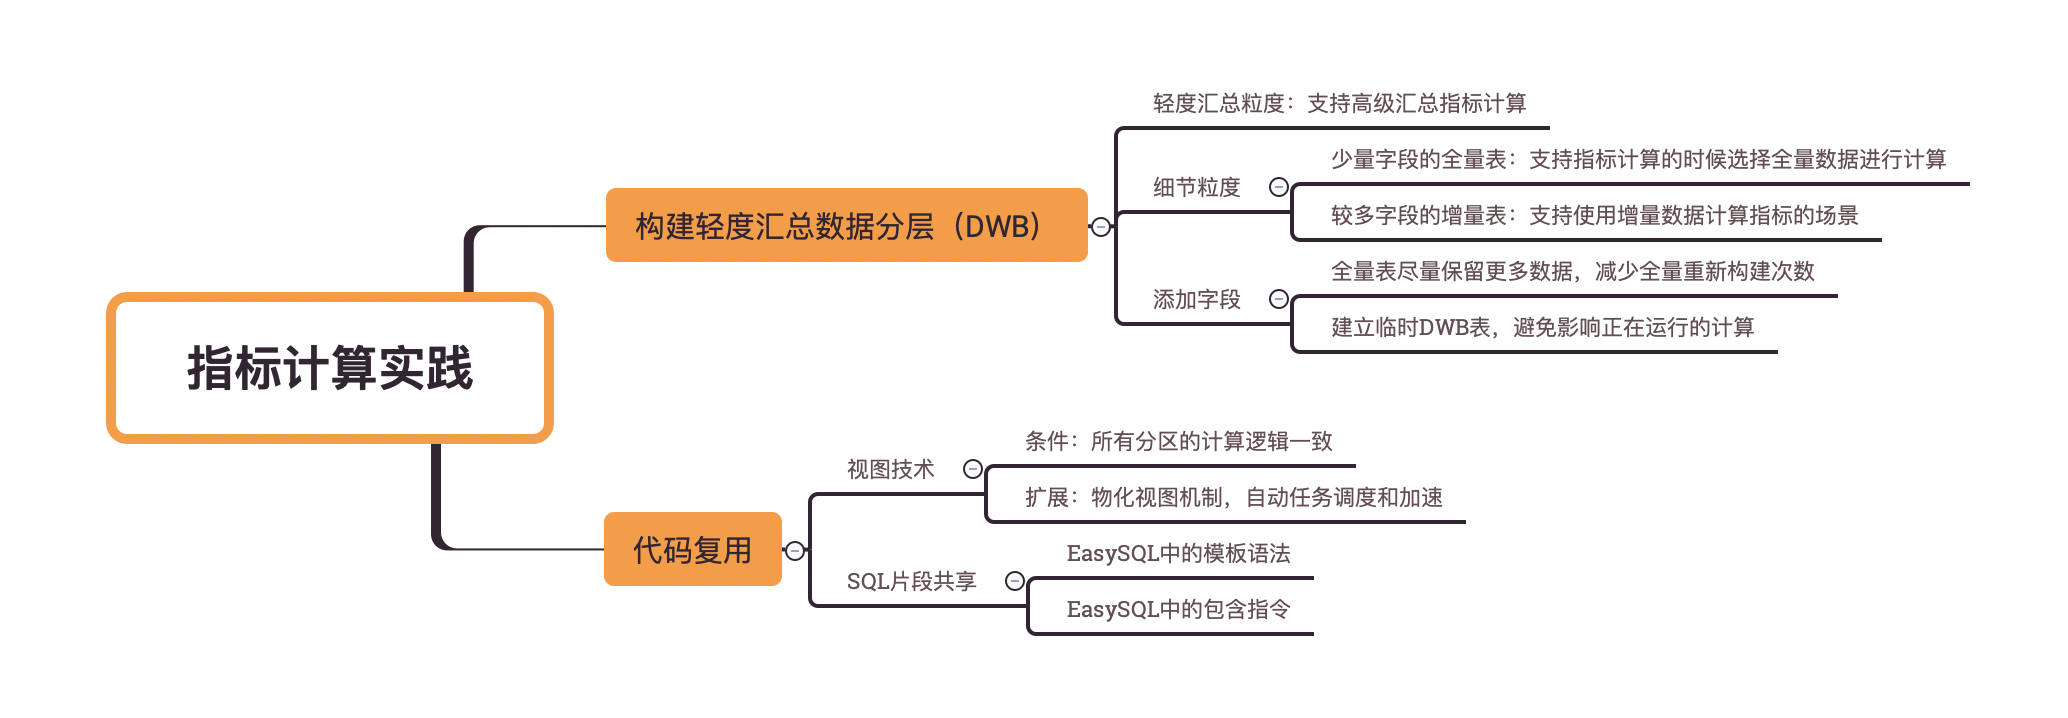 指标计算实践
构建轻度汇总数据分层（DWB）
轻度汇总粒度：支持高级汇总指标计算
细节粒度
少量字段的全量表：支持指标计算的时候选择全量数据进行计算
较多字段的增量表：支持使用增量数据计算指标的场景
添加字段
全量表尽量保留更多数据，减少全量重新构建次数
建立临时DWB表，避免影响正在运行的计算
代码复用
视图技术
条件：所有分区的计算逻辑一致
扩展：物化视图机制，自动任务调度和加速
SQL片段共享
EasySQL中的模板语法
EasySQL中的包含指令